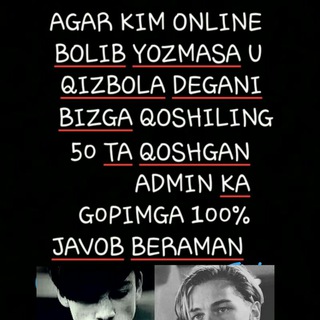 AGAR KIM ONLINE
BOLIB YOZMASA U
QIZBOLA DEGANI
BIZGA QOSHILING
50 TA QOSHGAN
ADMIN KA
GOPIMGA 100%
JAVOB BERAMAN